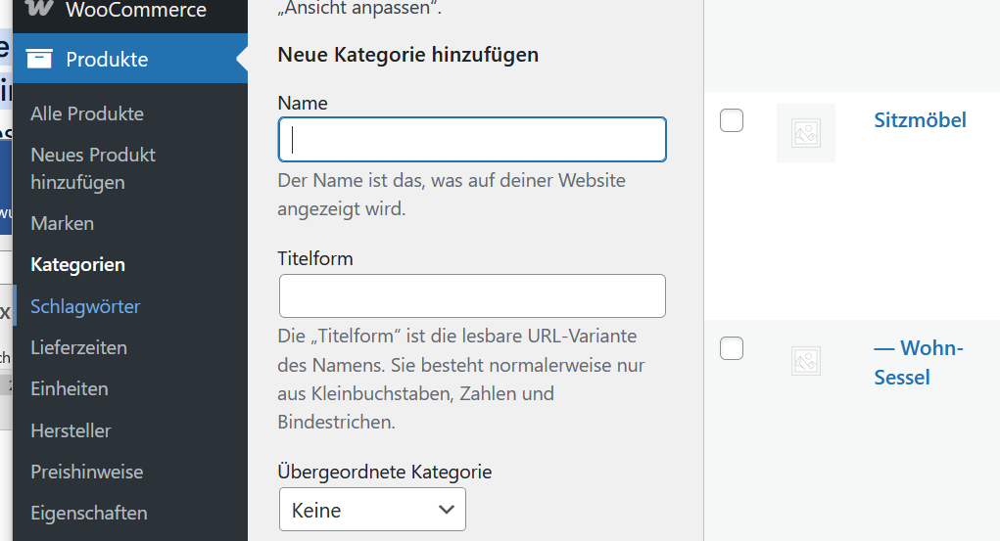 WooCommerce
Produkte
Alle Produkte
Neues Produkt
hinzufügen
Marken
Kategorien
Schlagwörter
Lieferzeiten
Einheiten
Hersteller
Preishinweise
Eigenschaften
„Ansicht anpassen“.
Neue Kategorie hinzufügen
Name
Der Name ist das, was auf deiner Website
angezeigt wird.
Titelform
Die „Titelform“ ist die lesbare URL-Variante
des Namens. Sie besteht normalerweise nur
aus Kleinbuchstaben, Zahlen und
Bindestrichen.
Übergeordnete Kategorie
Keine
Sitzmöbel
— Wohn-
Sessel